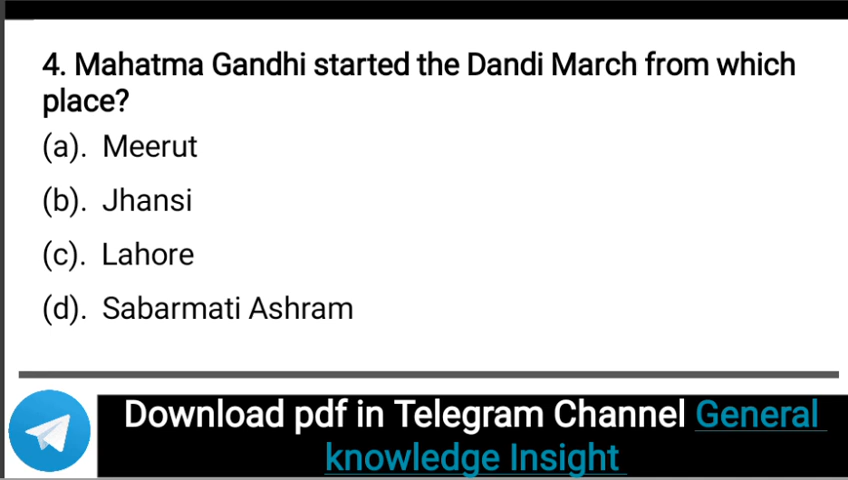 4. Mahatma Gandhi started the Dandi March from which
place?
(a). Meerut
(b). Jhansi
(c). Lahore
(d). Sabarmati Ashram
Download pdf in Telegram Channel General
knowledge Insight